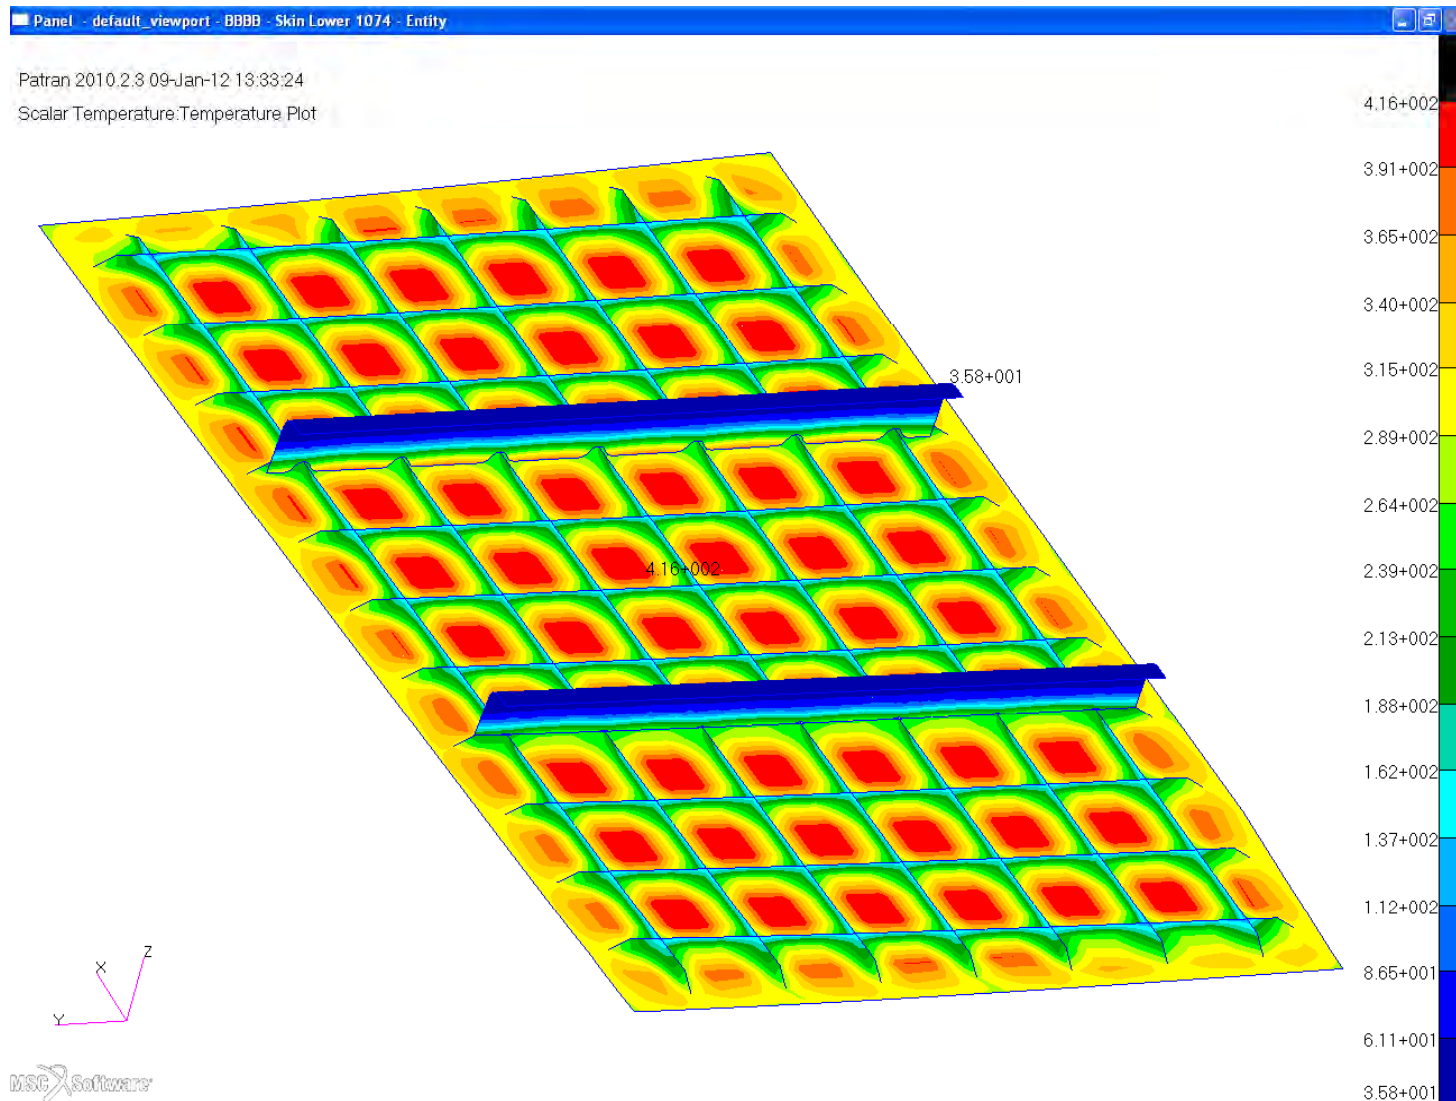 Panel - default_viewport - BBBB - Skin Lower 1074 - Entity
Patran 2010.2.3 09-Jan-12 13:33:24
Scalar Temperature:Temperature Plot
4.16+002
3.91+002
3.65+002
3.40+002
3.15+002
2.89+002
2.64+002
2.39+002
2.13+002
1.88+002
1.62+002
1.37+002
1.12+002
8.65+001
6.11+001
3.58+001
3.58+001
4.16+002
X
Z
Y
MSC Software